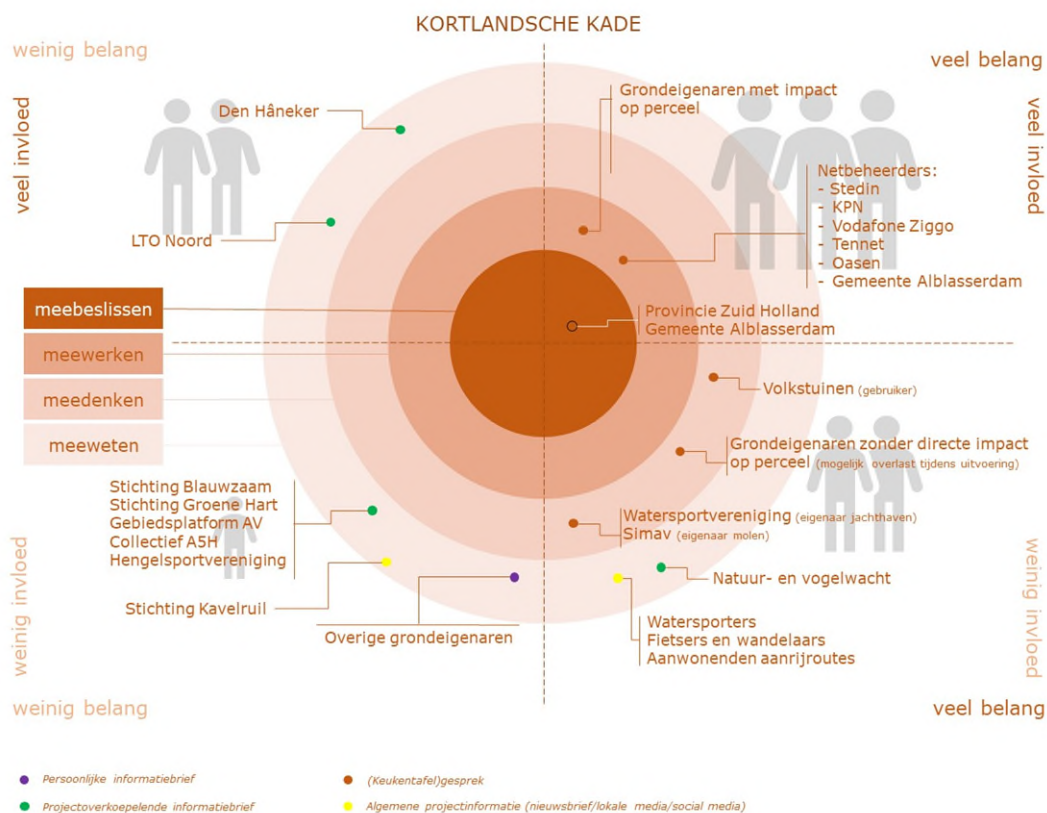 KORTLANDSCHE KADE
weinig belang
veel belang
veel invloed
veel invloed
Den Hâneker
LTO Noord
Grondeigenaren met impact
op perceel
Netbeheerders:
- Stedin
- KPN
- Vodafone Ziggo
- Tennet
- Oasen
- Gemeente Alblasserdam
Provincie Zuid Holland
Gemeente Alblasserdam
meebeslissen
meewerken
meedenken
meeweten
Volkstuinen (gebruiker)
Grondeigenaren zonder directe impact
op perceel (mogelijk overlast tijdens uitvoering)
Stichting Blauwzaam
Stichting Groene Hart
Gebiedsplatform AV
Collectief A5H
Hengelsportvereniging
Watersportvereniging (eigenaar jachthaven)
Simav (eigenaar molen)
Natuur- en vogelwacht
Stichting Kavelruil
Overige grondeigenaren
Watersporters
Fietsers en wandelaars
Aanwonenden aanrijroutes
weinig invloed
weinig invloed
weinig belang
veel belang
Persoonlijke informatiebrief
(Keukentafel)gesprek
Projectoverkoepelende informatiebrief
Algemene projectinformatie (nieuwsbrief/lokale media/social media)